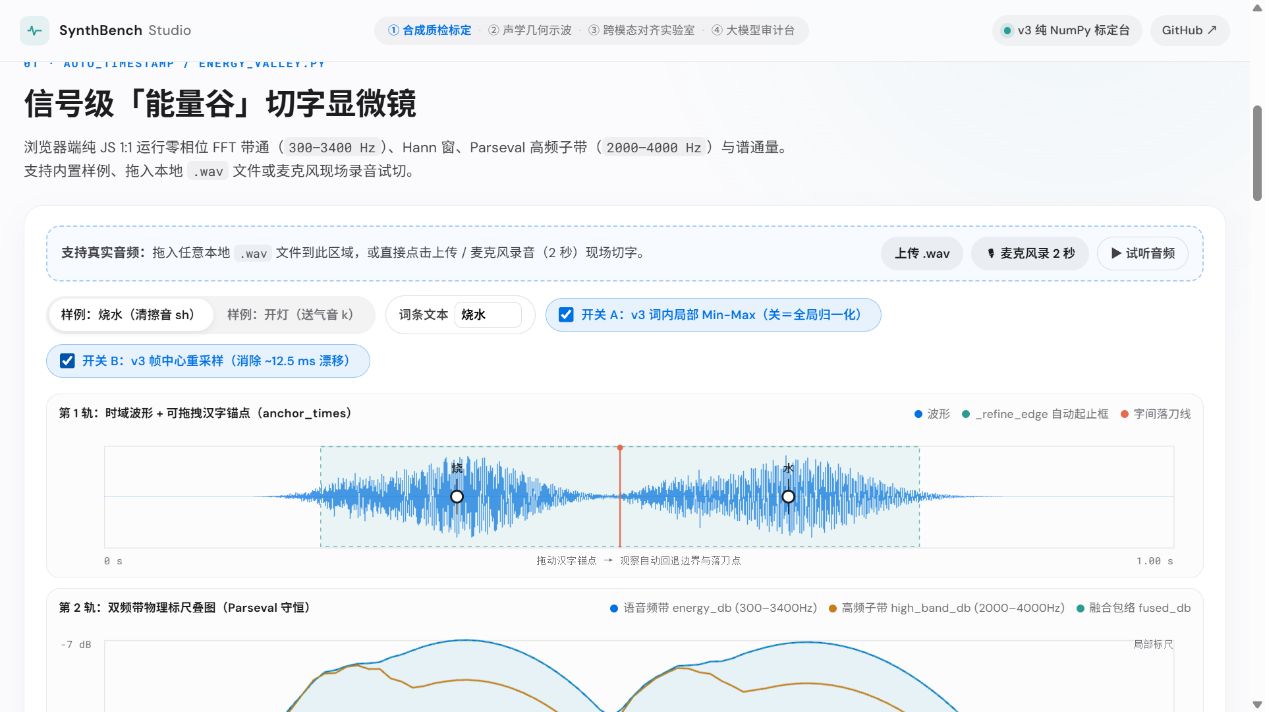 SynthBench Studio
① 合成质检标定 · ② 声学几何示波 · ③ 跨模态对齐实验室 · ④ 大模型审计台
v3 纯 NumPy 标定台
GitHub ↗
01 · AUTO_TIMESTAMP / ENERGY_VALLEY.PY
信号级「能量谷」切字显微镜
浏览器端纯 JS 1:1 运行零相位 FFT 带通（300–3400 Hz）、Hann 窗、Parseval 高频子带（2000–4000 Hz）与谱通量。
支持内置样例、拖入本地 .wav 文件或麦克风现场录音试切。
支持真实音频：拖入任意本地 .wav 文件到此区域，或直接点击上传 / 麦克风录音（2 秒）现场切字。
上传 .wav
🎙 麦克风录 2 秒
▶ 试听音频
样例：烧水（清擦音 sh）
样例：开灯（送气音 k）
词条文本 烧水
开关 A：v3 词内局部 Min-Max（关＝全局归一化）
开关 B：v3 帧中心重采样（消除 ~12.5 ms 漂移）
第 1 轨：时域波形 + 可拖拽汉字锚点（anchor_times）
波形
_refine_edge 自动起止框
字间落刀线
烧
水
0 s
拖动汉字锚点 → 观察自动回退边界与落刀点
1.00 s
第 2 轨：双频带物理标尺叠图（Parseval 守恒）
语音频带 energy_db (300–3400Hz)
高频子带 high_band_db (2000–4000Hz)
融合包络 fused_db
-7 dB
局部标尺